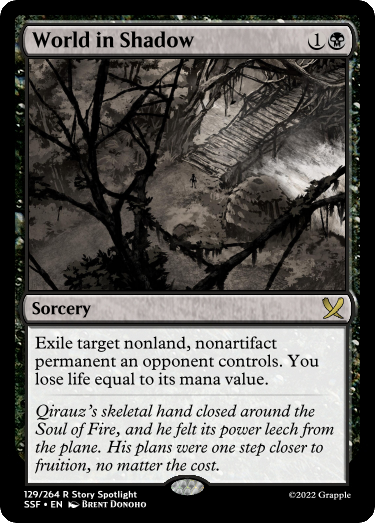 World in Shadow 1
Sorcery
Exile target nonland, nonartifact
permanent an opponent controls. You
lose life equal to its mana value.
Qirauz's skeletal hand closed around the
Soul of Fire, and he felt its power leech from
the plane. His plans were one step closer to
fruition, no matter the cost.
129/264 R Story Spotlight
SSF • EN Brent Donoho
©2022 Grapple